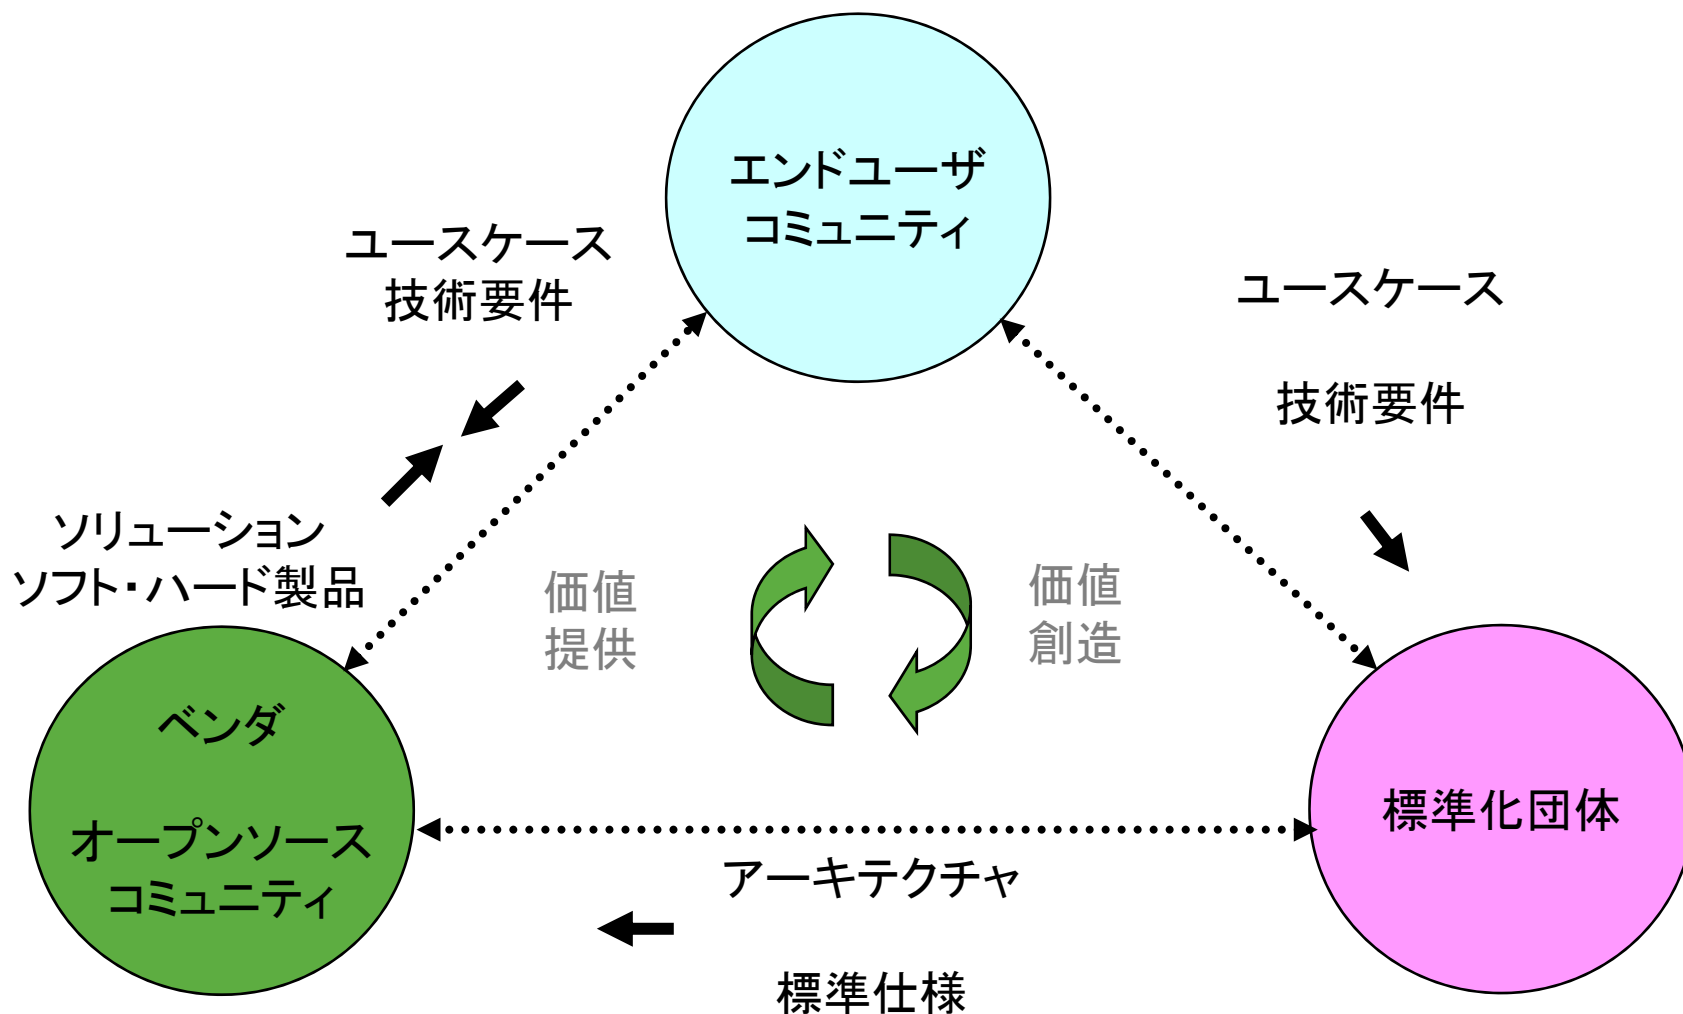 エンドユーザ
コミュニティ
ユースケース
技術要件
ユースケース
技術要件
ソリューション
ソフト・ハード製品
価値
提供
価値
創造
ベンダ
オープンソース
コミュニティ
標準化団体
アーキテクチャ
標準仕様